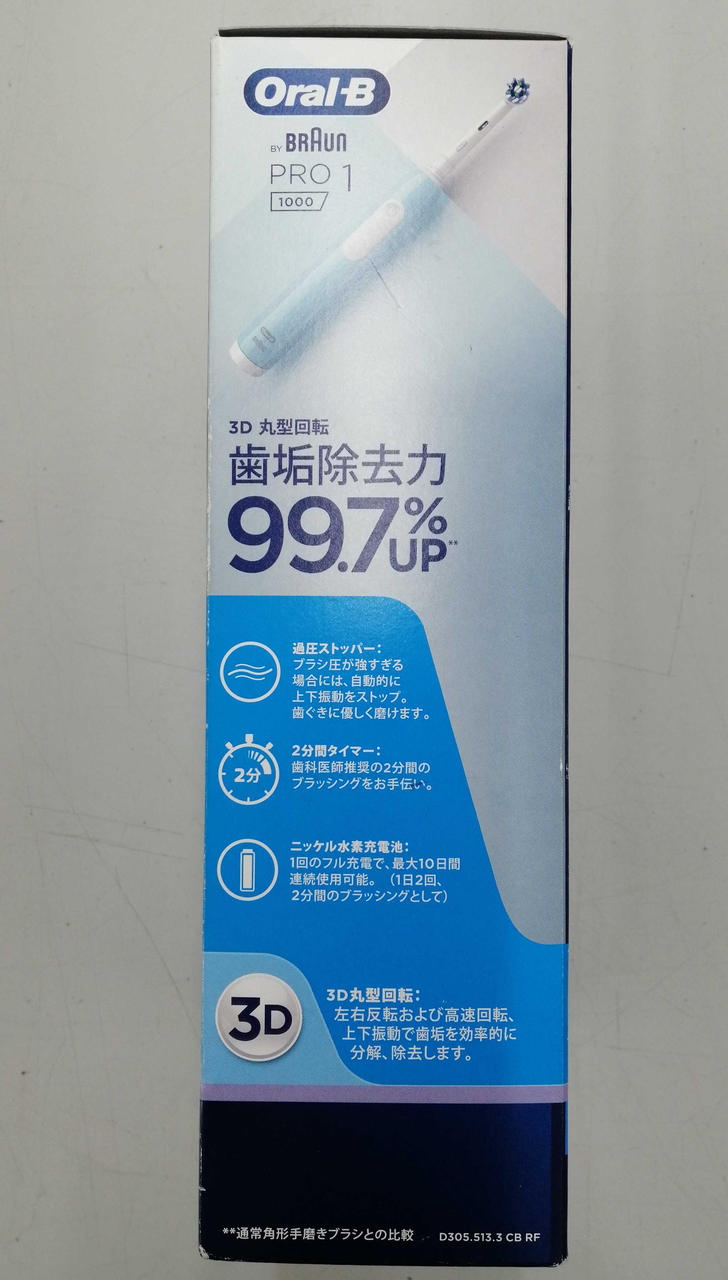 Oral-B
BY BRAUN
PRO 1
1000
3D 丸型回転
歯垢除去力
99.7%
UP**
過圧ストッパー：
ブラシ圧が強すぎる
場合には、自動的に
上下振動をストップ。
歯ぐきに優しく磨けます。
2分
2分間タイマー：
歯科医師推奨の2分間の
ブラッシングをお手伝い。
ニッケル水素充電池：
1回のフル充電で、最大10日間
連続使用可能。（1日2回、
2分間のブラッシングとして）
3D
3D丸型回転：
左右反転および高速回転、
上下振動で歯垢を効率的に
分解、除去します。
**通常角形手磨きブラシとの比較 D305.513.3 CB RF